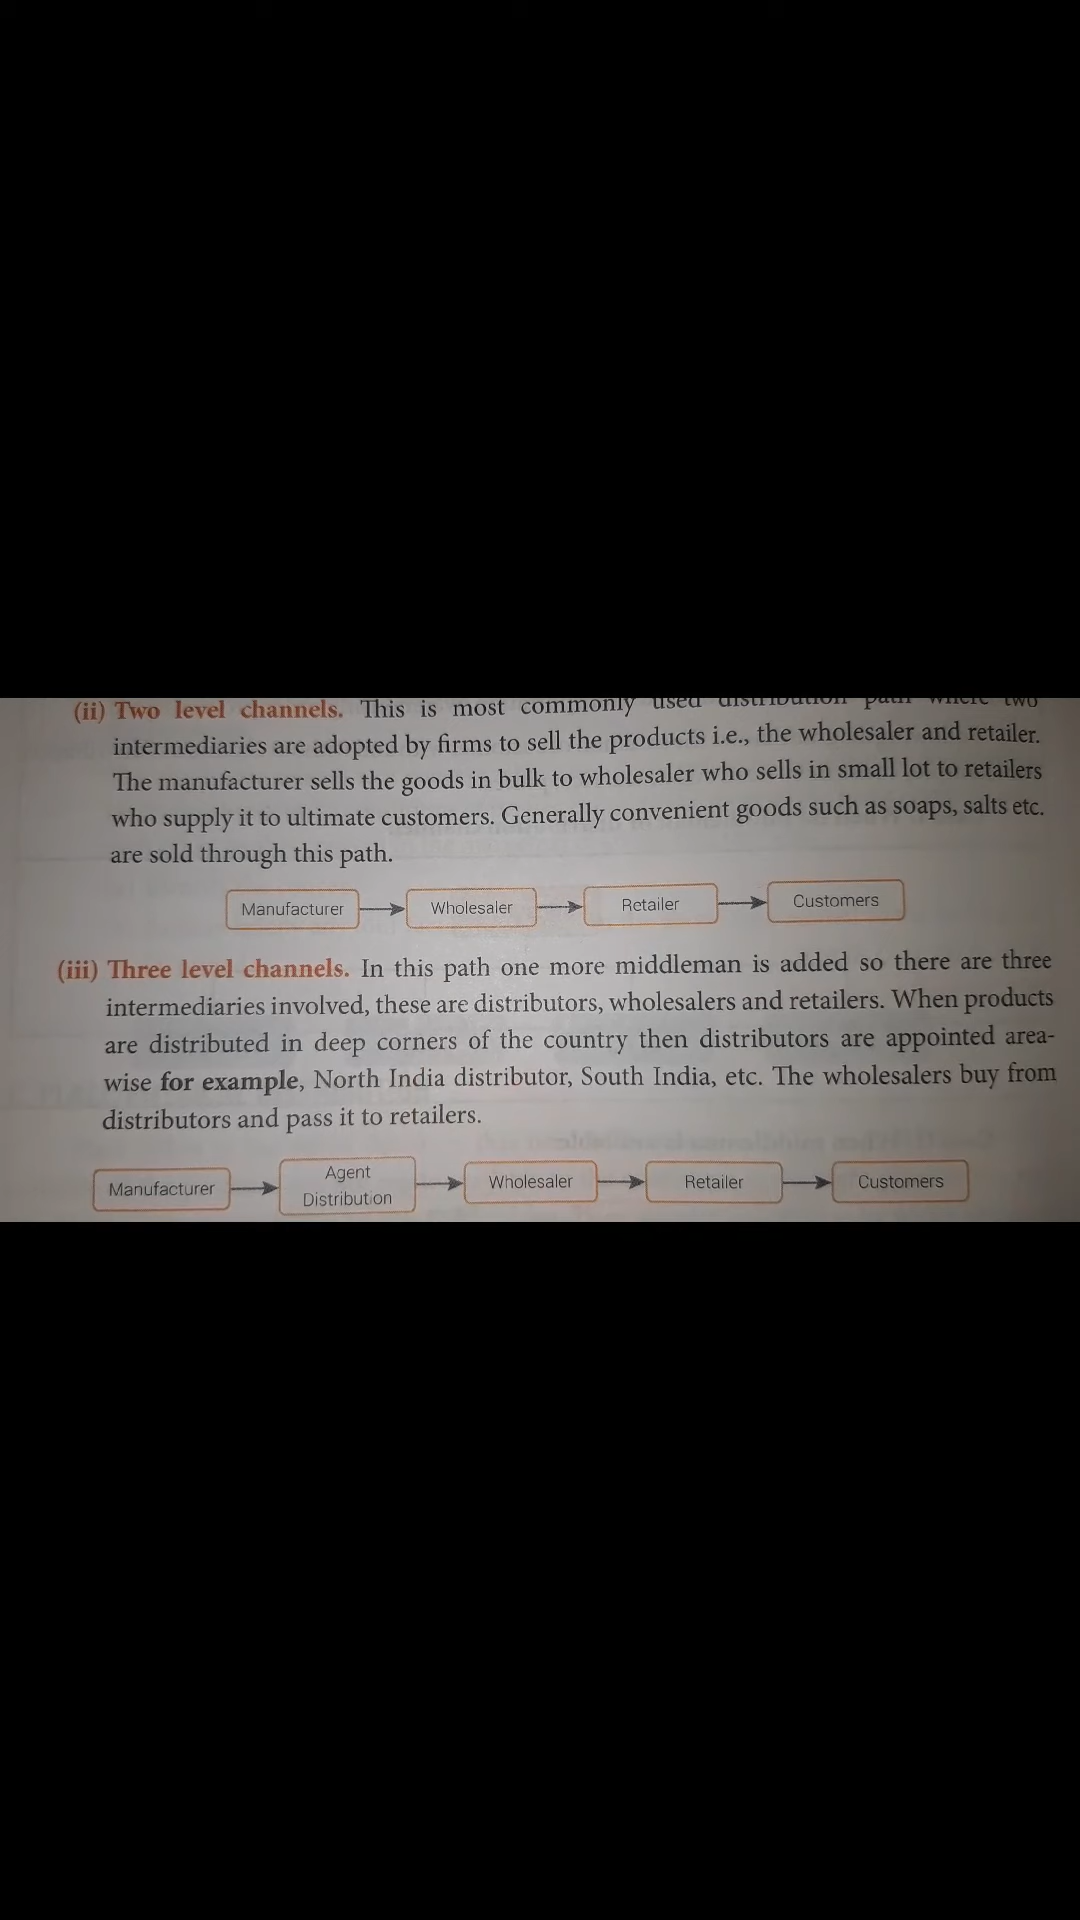 (ii) Two level channels. This is most commonly used distribution path where two
intermediaries are adopted by firms to sell the products i.e., the wholesaler and retailer.
The manufacturer sells the goods in bulk to wholesaler who sells in small lot to retailers
who supply it to ultimate customers. Generally convenient goods such as soaps, salts etc.
are sold through this path.
Manufacturer Wholesaler Retailer Customers
(iii) Three level channels. In this path one more middleman is added so there are three
intermediaries involved, these are distributors, wholesalers and retailers. When products
are distributed in deep corners of the country then distributors are appointed area-
wise for example, North India distributor, South India, etc. The wholesalers buy from
distributors and pass it to retailers.
Manufacturer Agent Distribution Wholesaler Retailer Customers